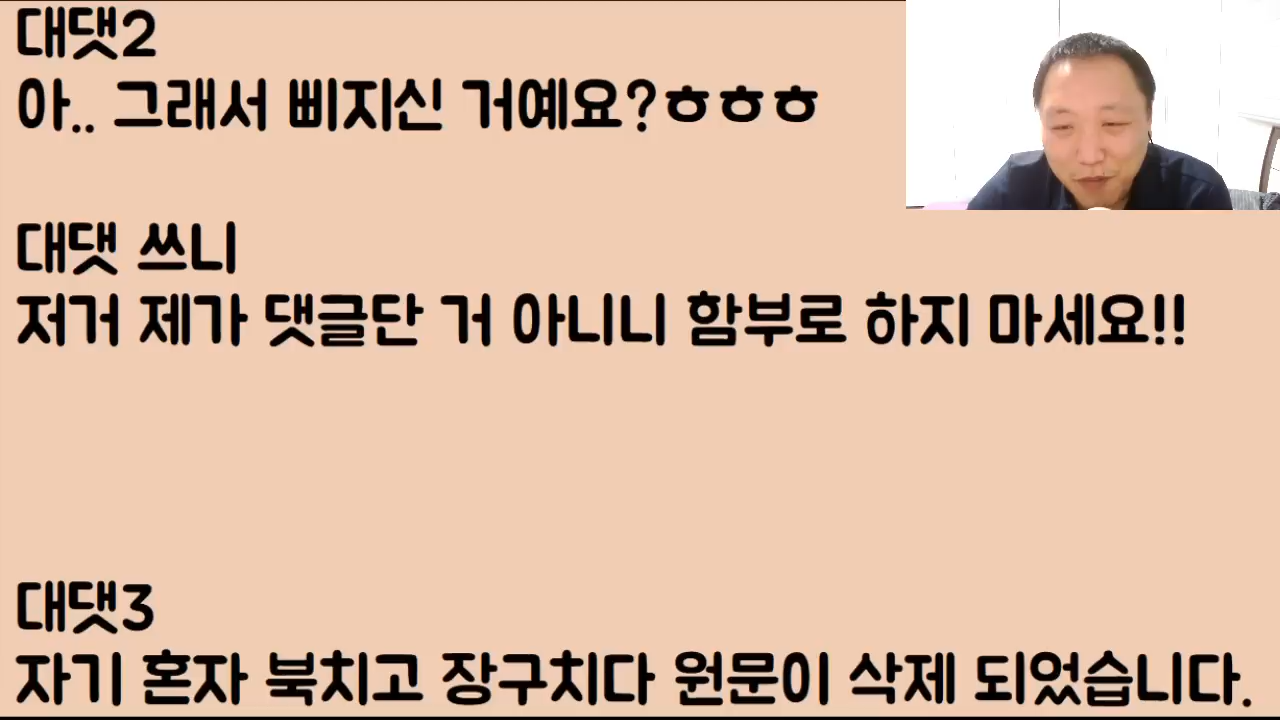 대댓2
아.. 그래서 삐지신 거예요?ㅎㅎㅎ
대댓 쓰니
저거 제가 댓글단 거 아니니 함부로 하지 마세요!!
대댓3
자기 혼자 북치고 장구치다 원문이 삭제 되었습니다.